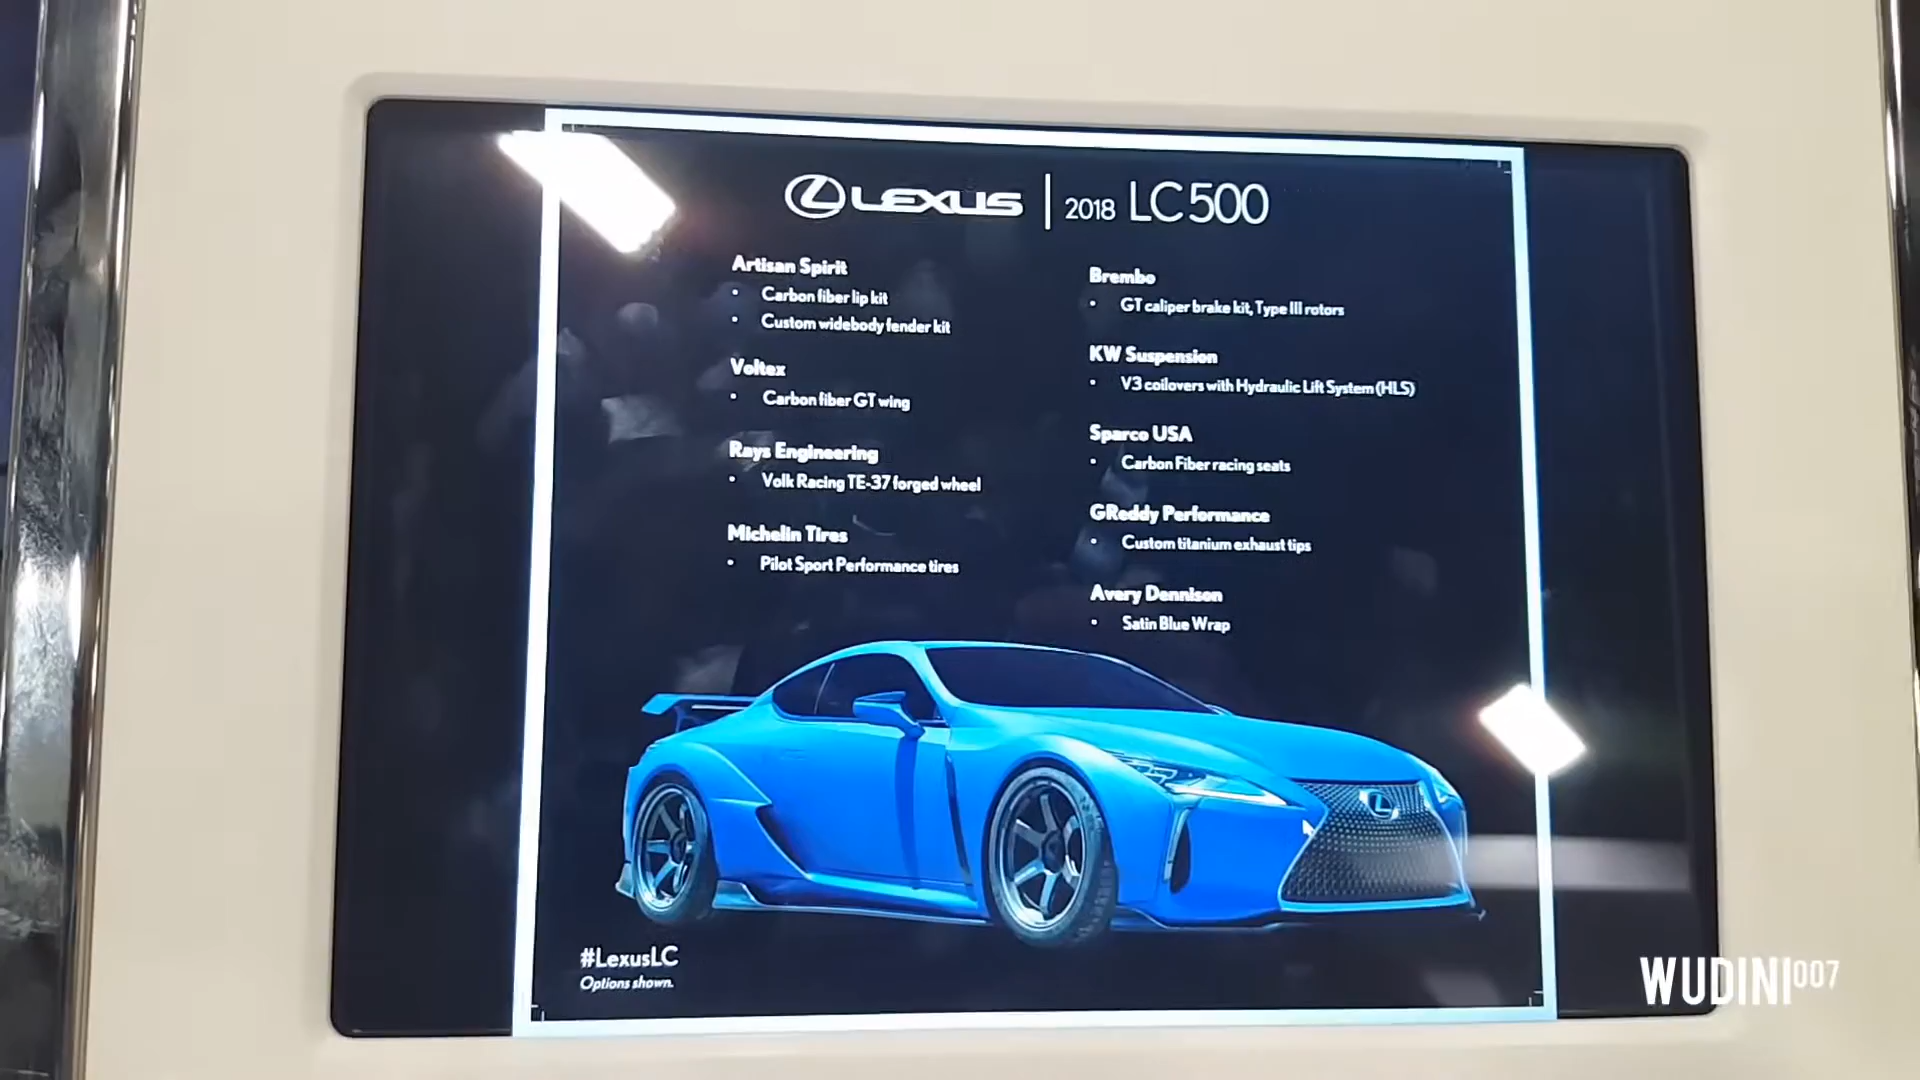 LEXUS | 2018 LC 500
Artisan Spirit
• Carbon fiber lip kit
• Custom widebody fender kit
Voltex
• Carbon fiber GT wing
Rays Engineering
• Volk Racing TE-37 forged wheel
Michelin Tires
• Pilot Sport Performance tires
Brembo
• GT caliper brake kit, Type III rotors
KW Suspension
• V3 coilovers with Hydraulic Lift System (HLS)
Sparco USA
• Carbon Fiber racing seats
GReddy Performance
• Custom titanium exhaust tips
Avery Dennison
• Satin Blue Wrap
#LexusLC
Options shown.
WUDINI007